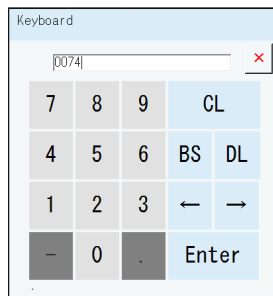 Keyboard
0074
×
7 8 9 CL
4 5 6 BS DL
1 2 3 ← →
- 0 . Enter